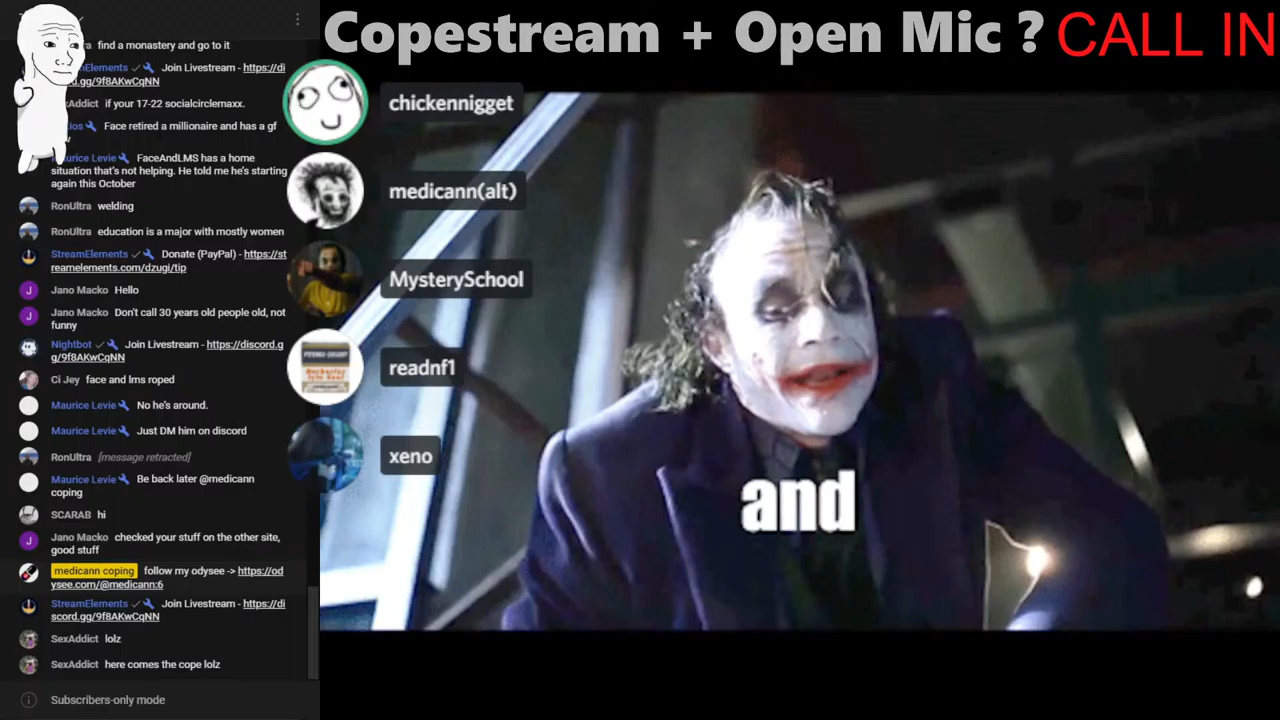 Copestream + Open Mic ? CALL IN
find a monastery and go to it
Elements Join Livestream - https://di
scord.gg/9f8AKwCqNN
xAddict if your 17-22 socialcirclemaxx.
Face retired a millionaire and has a gf
Maurice Levie FaceAndLMS has a home
situation that's not helping. He told me he's starting
again this October
RonUltra welding
RonUltra education is a major with mostly women
StreamElements Donate (PayPal) - https://st
reamelements.com/dzugi/tip
Jano Macko Hello
Jano Macko Don't call 30 years old people old, not
funny
Nightbot Join Livestream - https://discord.g
g/9f8AKwCqNN
Ci Jey face and lms roped
Maurice Levie No he's around.
Maurice Levie Just DM him on discord
RonUltra [message retracted]
Maurice Levie Be back later @medicann
coping
SCARAB hi
Jano Macko checked your stuff on the other site,
good stuff
medicann coping follow my odysee -> https://od
ysee.com/@medicann:6
StreamElements Join Livestream - https://di
scord.gg/9f8AKwCqNN
SexAddict lolz
SexAddict here comes the cope lolz
Subscribers-only mode
chickennigget
medicann(alt)
MysterySchool
readnf1
xeno
and